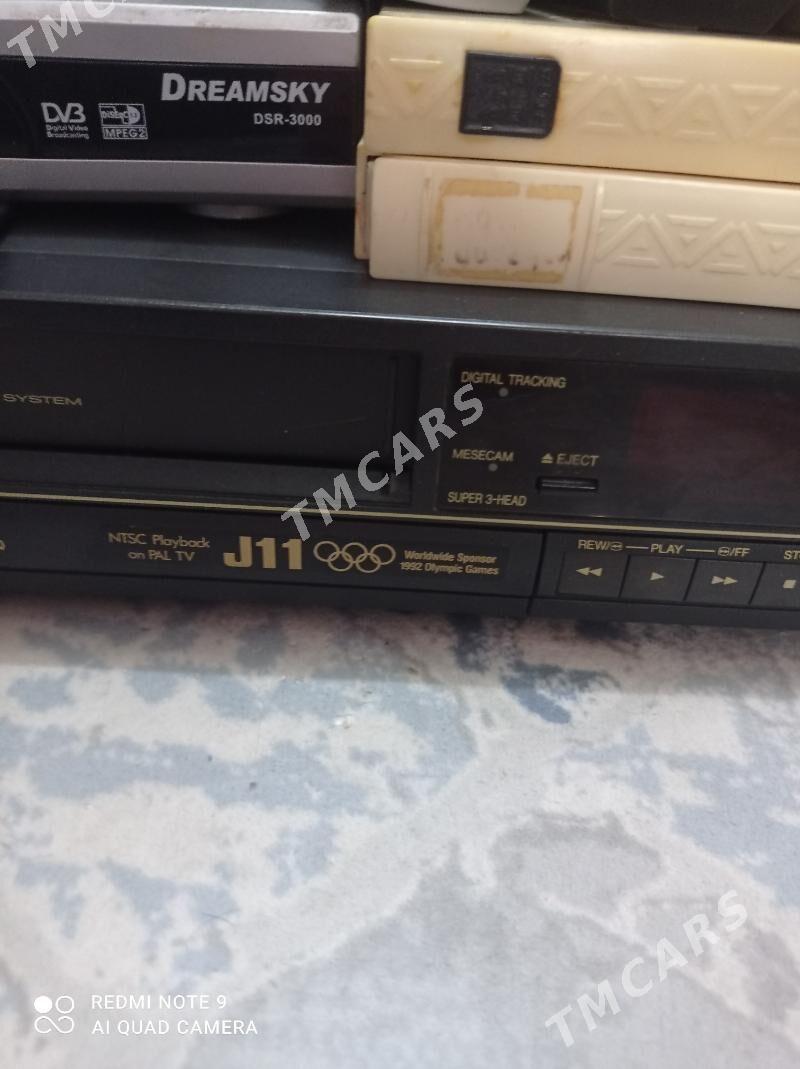 TMCARS
DREAMSKY
DSR-3000
DVB
Digital Video
Broadcasting
DiSEqC
MPEG2
SYSTEM
DIGITAL TRACKING
MESECAM
EJECT
SUPER 3-HEAD
TMCARS
NTSC Playback
on PAL TV
J11
Worldwide Sponsor
1992 Olympic Games
REW/ PLAY /FF
TMCARS
REDMI NOTE 9
AI QUAD CAMERA